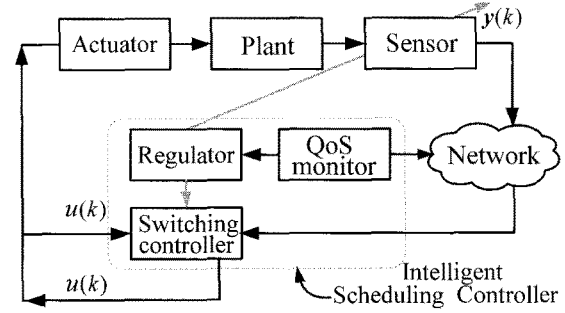 y(k)
Actuator
Plant
Sensor
Regulator
QoS
monitor
Network
u(k)
Switching
controller
u(k)
Intelligent
Scheduling Controller